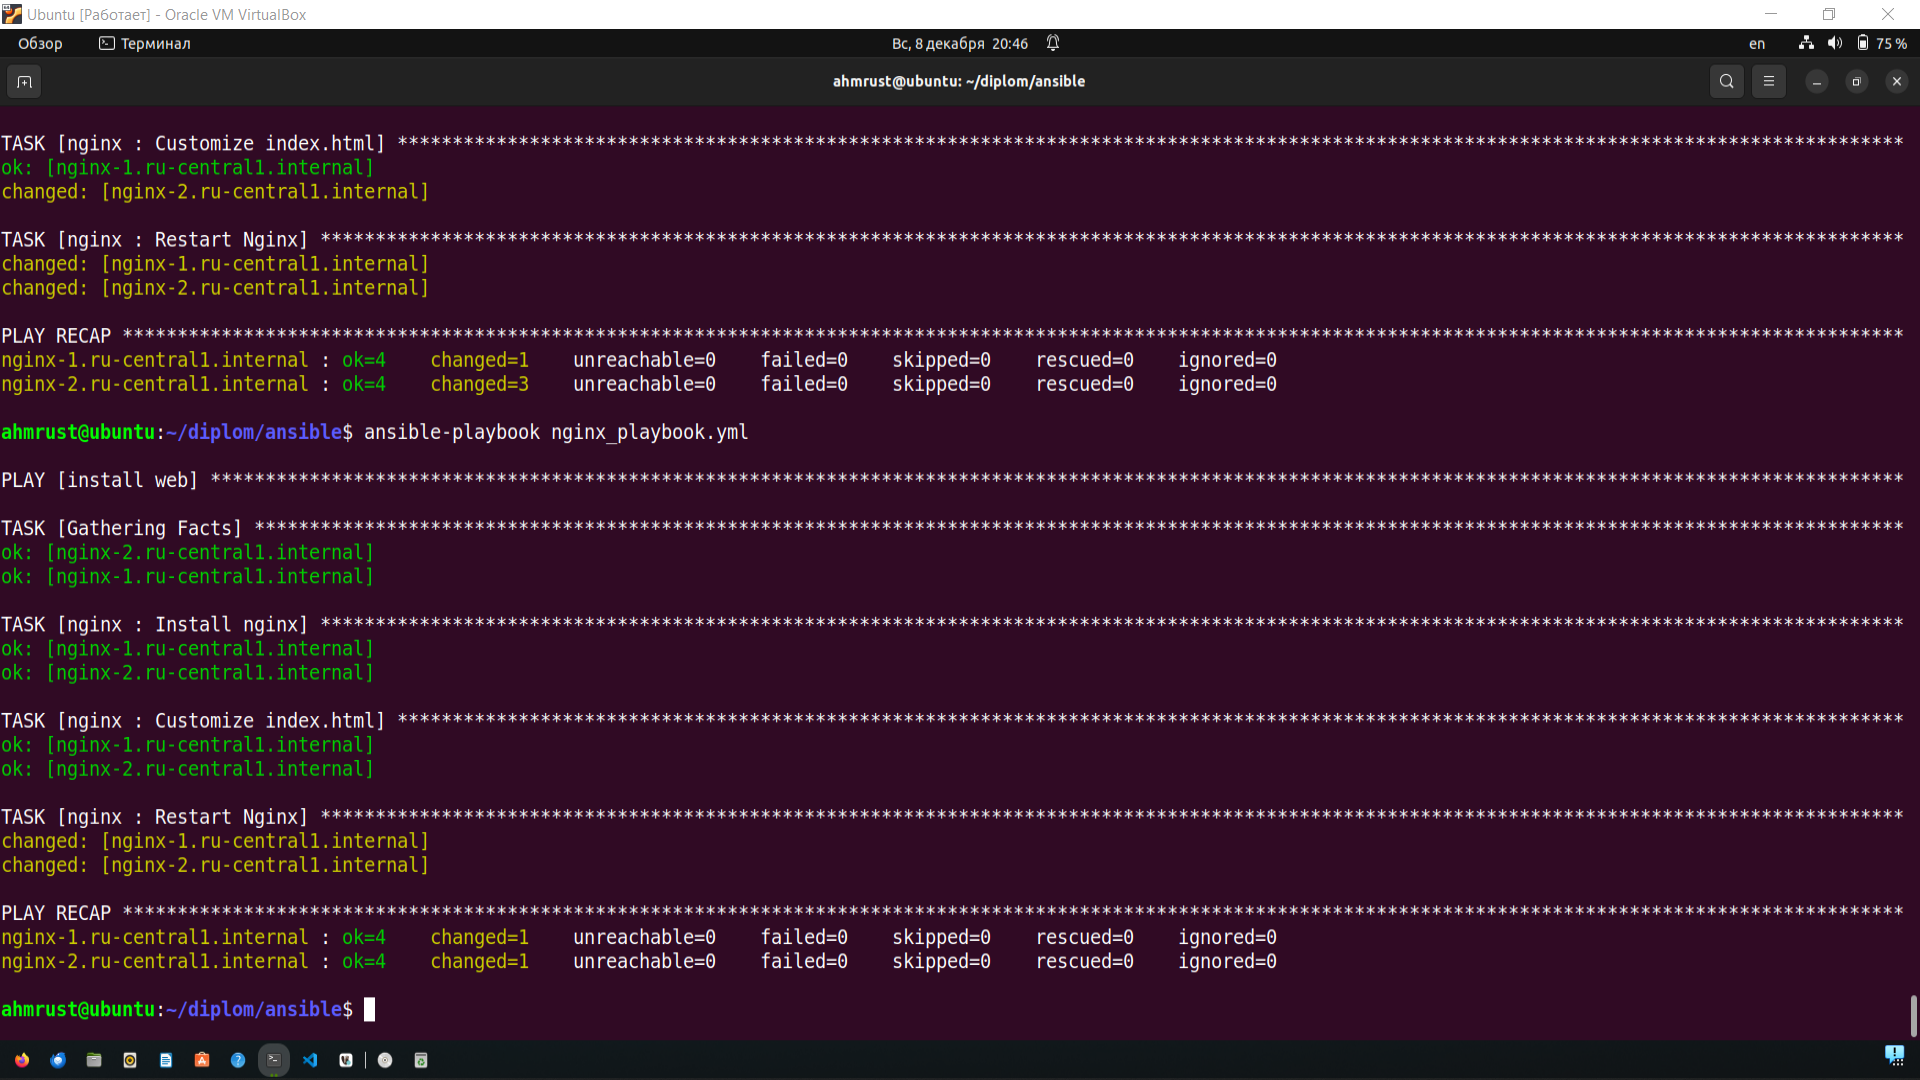 Ubuntu [Работает] - Oracle VM VirtualBox
Обзор Терминал Вс, 8 декабря 20:46 en 75 %
ahmrust@ubuntu: ~/diplom/ansible
TASK [nginx : Customize index.html] *****************************************************************************************************************************************
ok: [nginx-1.ru-central1.internal]
changed: [nginx-2.ru-central1.internal]
TASK [nginx : Restart Nginx] ************************************************************************************************************************************************
changed: [nginx-1.ru-central1.internal]
changed: [nginx-2.ru-central1.internal]
PLAY RECAP ******************************************************************************************************************************************************************
nginx-1.ru-central1.internal : ok=4    changed=1    unreachable=0    failed=0    skipped=0    rescued=0    ignored=0
nginx-2.ru-central1.internal : ok=4    changed=3    unreachable=0    failed=0    skipped=0    rescued=0    ignored=0
ahmrust@ubuntu:~/diplom/ansible$ ansible-playbook nginx_playbook.yml
PLAY [install web] **********************************************************************************************************************************************************
TASK [Gathering Facts] ******************************************************************************************************************************************************
ok: [nginx-2.ru-central1.internal]
ok: [nginx-1.ru-central1.internal]
TASK [nginx : Install nginx] ************************************************************************************************************************************************
ok: [nginx-1.ru-central1.internal]
ok: [nginx-2.ru-central1.internal]
TASK [nginx : Customize index.html] *****************************************************************************************************************************************
ok: [nginx-1.ru-central1.internal]
ok: [nginx-2.ru-central1.internal]
TASK [nginx : Restart Nginx] ************************************************************************************************************************************************
changed: [nginx-1.ru-central1.internal]
changed: [nginx-2.ru-central1.internal]
PLAY RECAP ******************************************************************************************************************************************************************
nginx-1.ru-central1.internal : ok=4    changed=1    unreachable=0    failed=0    skipped=0    rescued=0    ignored=0
nginx-2.ru-central1.internal : ok=4    changed=1    unreachable=0    failed=0    skipped=0    rescued=0    ignored=0
ahmrust@ubuntu:~/diplom/ansible$